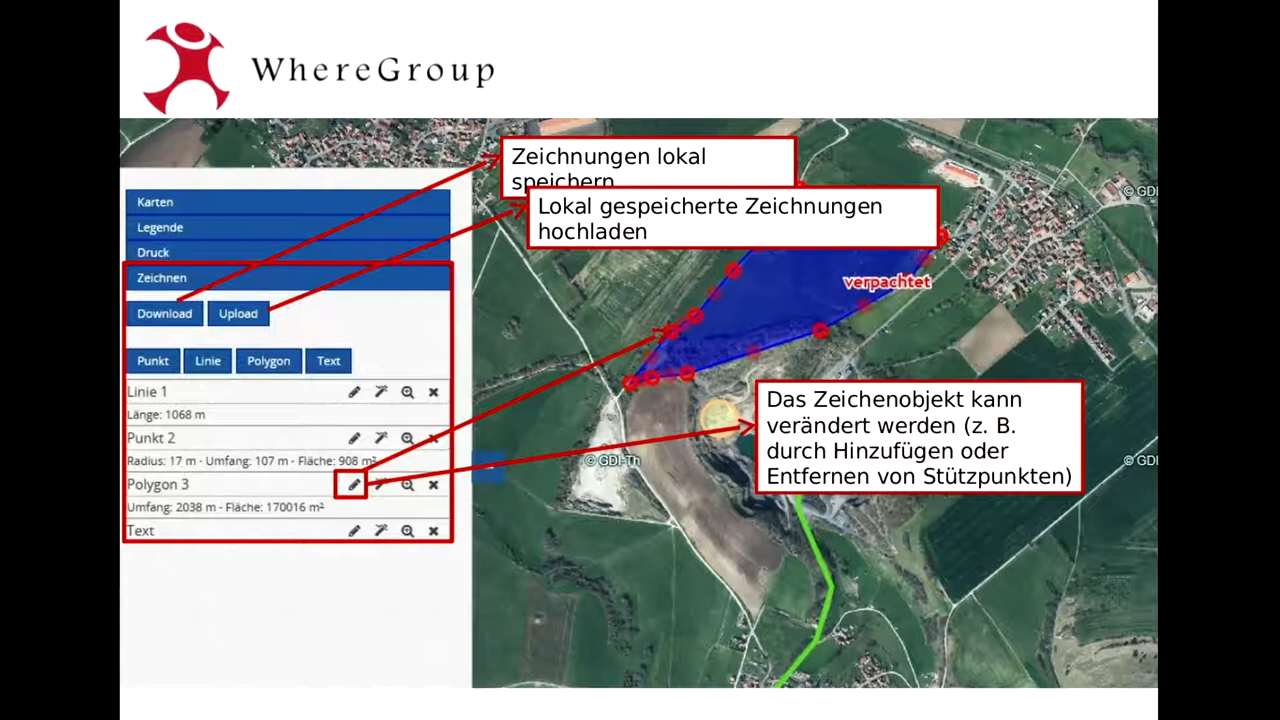 WhereGroup
Zeichnungen lokal
speichern
Lokal gespeicherte Zeichnungen
hochladen
© GDI
Karten
Legende
Druck
Zeichnen
Download Upload
Punkt Linie Polygon Text
Linie 1
Länge: 1068 m
Punkt 2
Radius: 17 m - Umfang: 107 m - Fläche: 908 m²
Polygon 3
Umfang: 2038 m - Fläche: 170016 m²
Text
verpachtet
Das Zeichenobjekt kann
verändert werden (z. B.
durch Hinzufügen oder
Entfernen von Stützpunkten)
© GDI-Th
© GDI